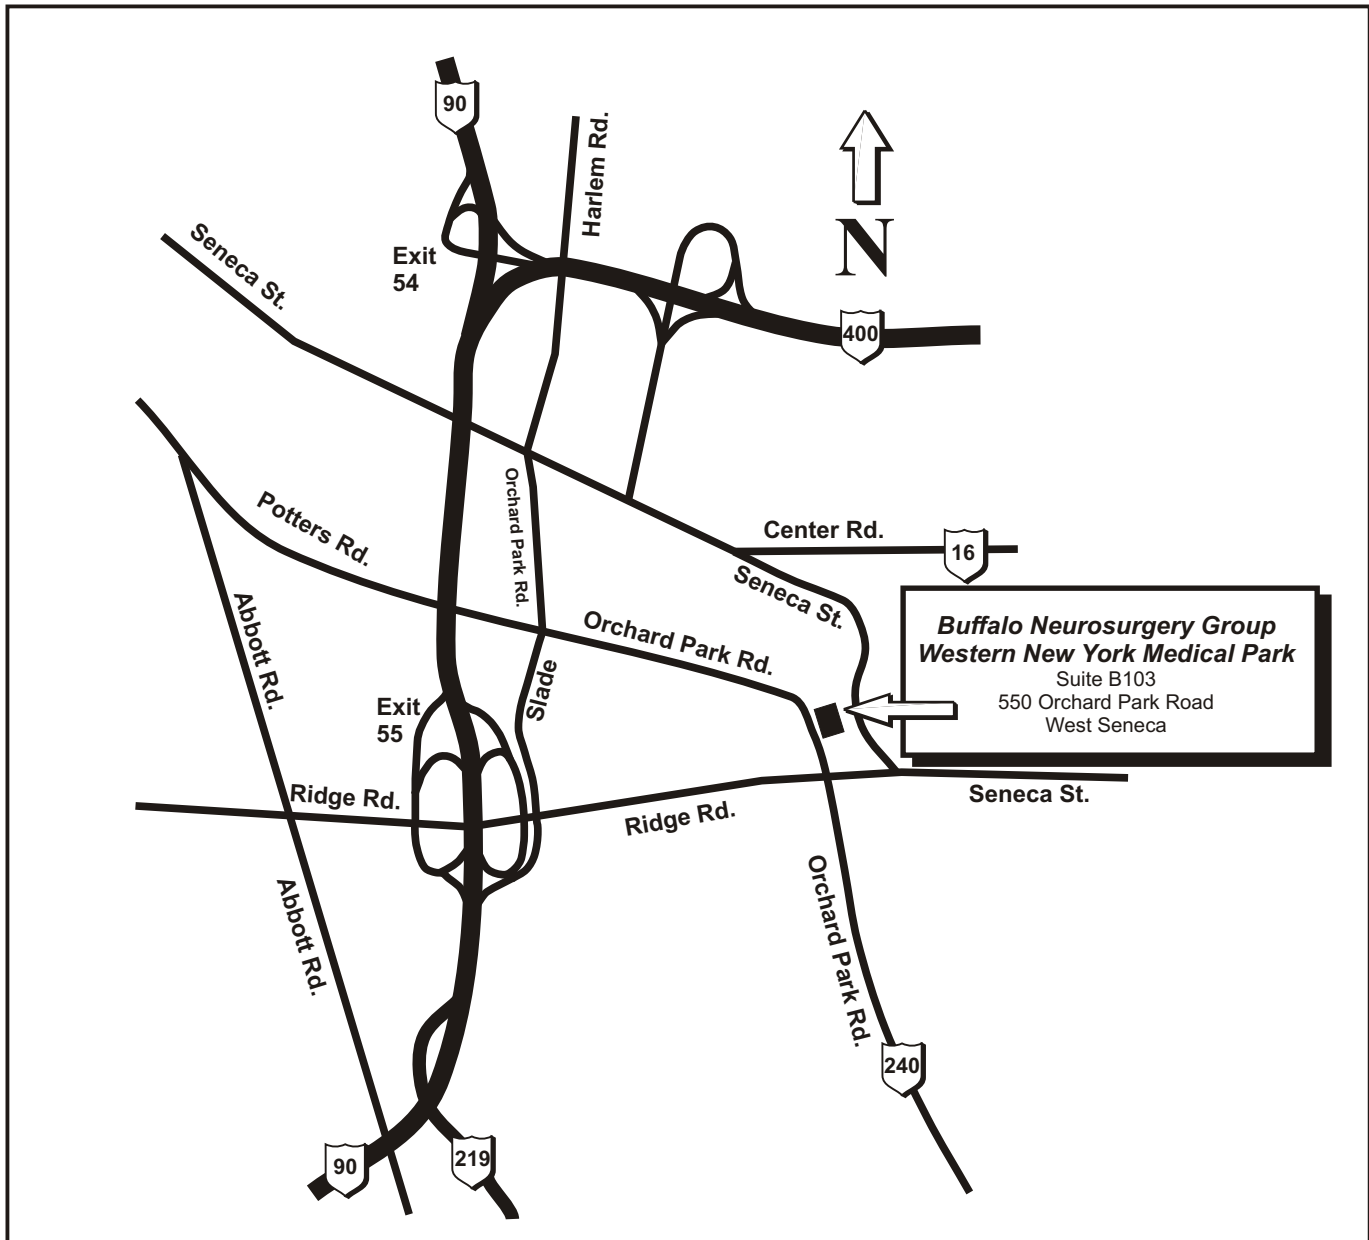 90
Harlem Rd.
Seneca St.
Exit
54
N
400
Orchard Park Rd.
Potters Rd.
Center Rd.
16
Seneca St.
Abbott Rd.
Orchard Park Rd.
Buffalo Neurosurgery Group
Western New York Medical Park
Suite B103
550 Orchard Park Road
West Seneca
Slade
Exit
55
Ridge Rd.
Ridge Rd.
Seneca St.
Abbott Rd.
Orchard Park Rd.
240
90
219